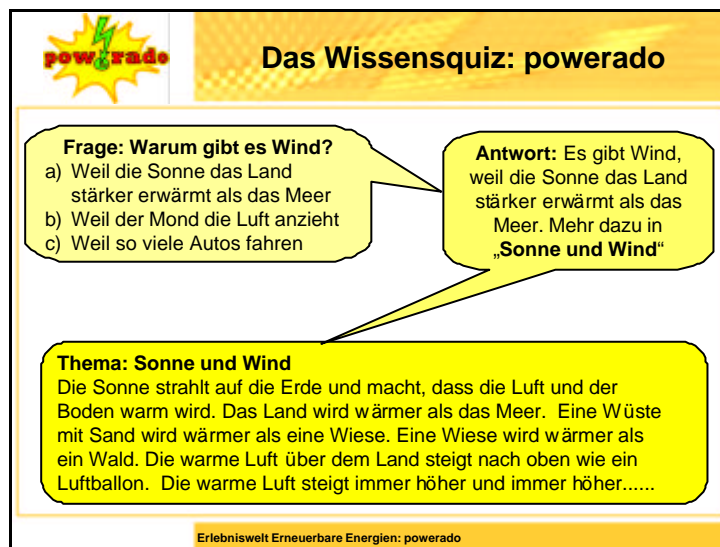 powerado
Das Wissensquiz: powerado
Frage: Warum gibt es Wind?
a) Weil die Sonne das Land
stärker erwärmt als das Meer
b) Weil der Mond die Luft anzieht
c) Weil so viele Autos fahren
Antwort: Es gibt Wind,
weil die Sonne das Land
stärker erwärmt als das
Meer. Mehr dazu in
„Sonne und Wind“
Thema: Sonne und Wind
Die Sonne strahlt auf die Erde und macht, dass die Luft und der
Boden warm wird. Das Land wird wärmer als das Meer. Eine Wüste
mit Sand wird wärmer als eine Wiese. Eine Wiese wird wärmer als
ein Wald. Die warme Luft über dem Land steigt nach oben wie ein
Luftballon. Die warme Luft steigt immer höher und immer höher......
Erlebniswelt Erneuerbare Energien: powerado